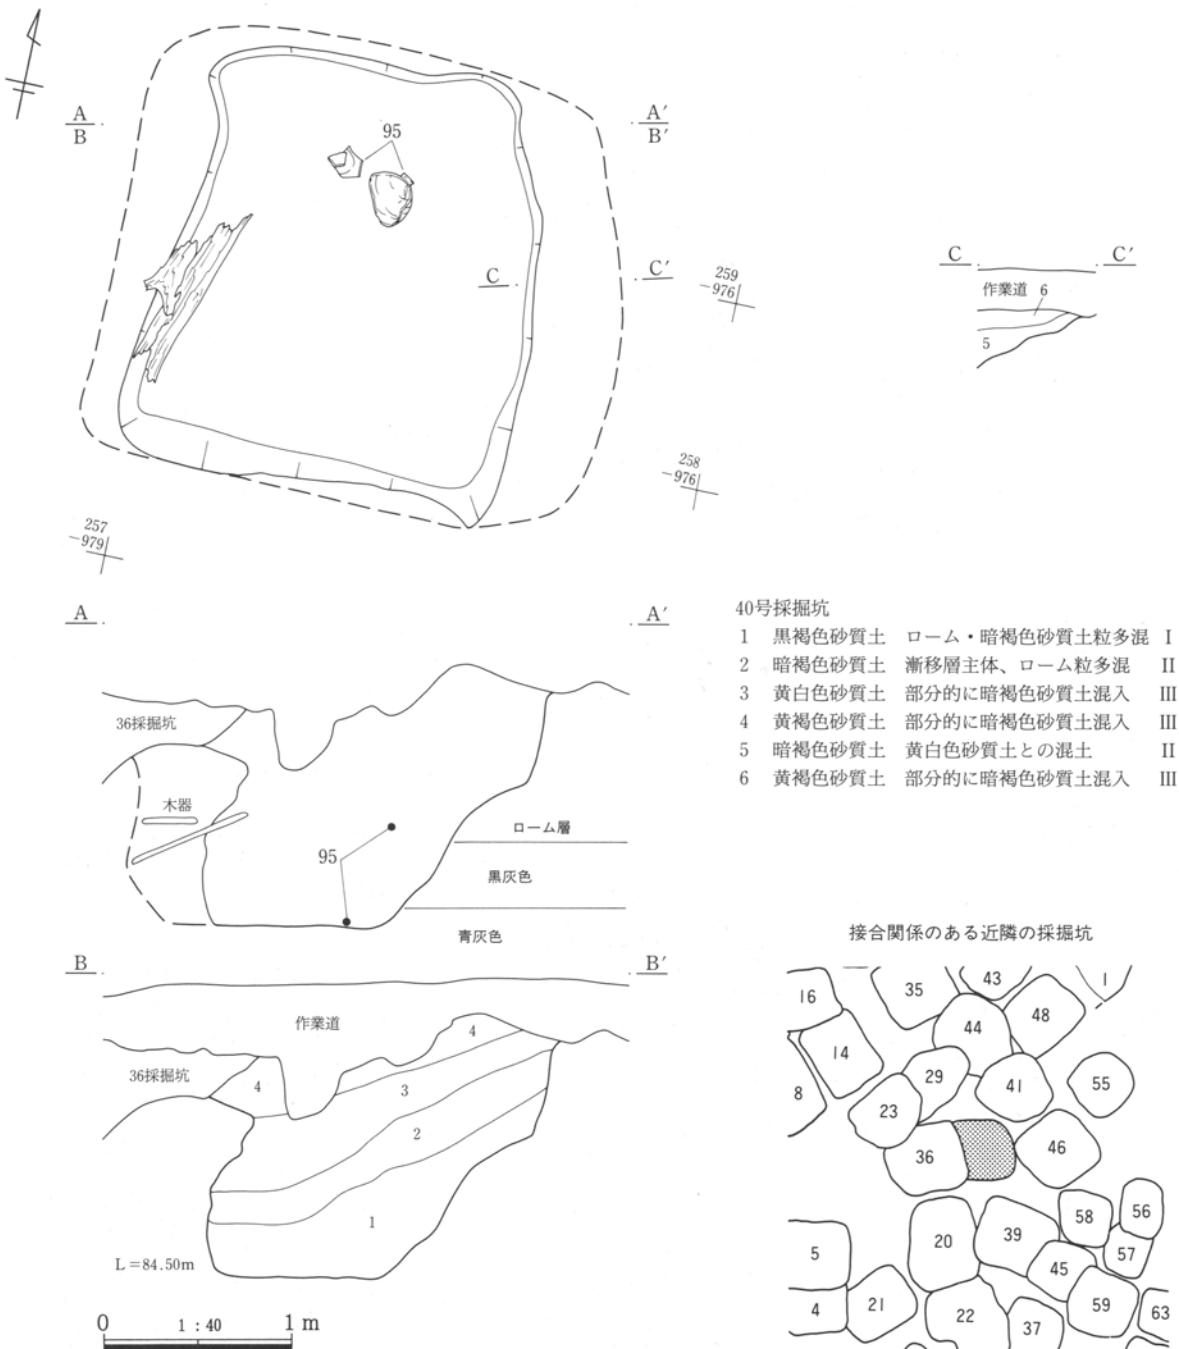 A
B
A′
B′
95
C
C′
259
−976
258
−976
257
−979
C
C′
作業道 6
5
A
A′
36採掘坑
木器
95
ローム層
黒灰色
青灰色
40号採掘坑
1 黒褐色砂質土 ローム・暗褐色砂質土粒多混 Ⅰ
2 暗褐色砂質土 漸移層主体、ローム粒多混 Ⅱ
3 黄白色砂質土 部分的に暗褐色砂質土混入 Ⅲ
4 黄褐色砂質土 部分的に暗褐色砂質土混入 Ⅲ
5 暗褐色砂質土 黄白色砂質土との混土 Ⅱ
6 黄褐色砂質土 部分的に暗褐色砂質土混入 Ⅲ
B
B′
作業道
36採掘坑
4
4
3
2
1
L=84.50m
0 1:40 1 m
接合関係のある近隣の採掘坑
16
35
43
1
14
44
48
8
29
41
55
23
36
46
5
20
39
58
56
57
45
4
21
22
37
59
63